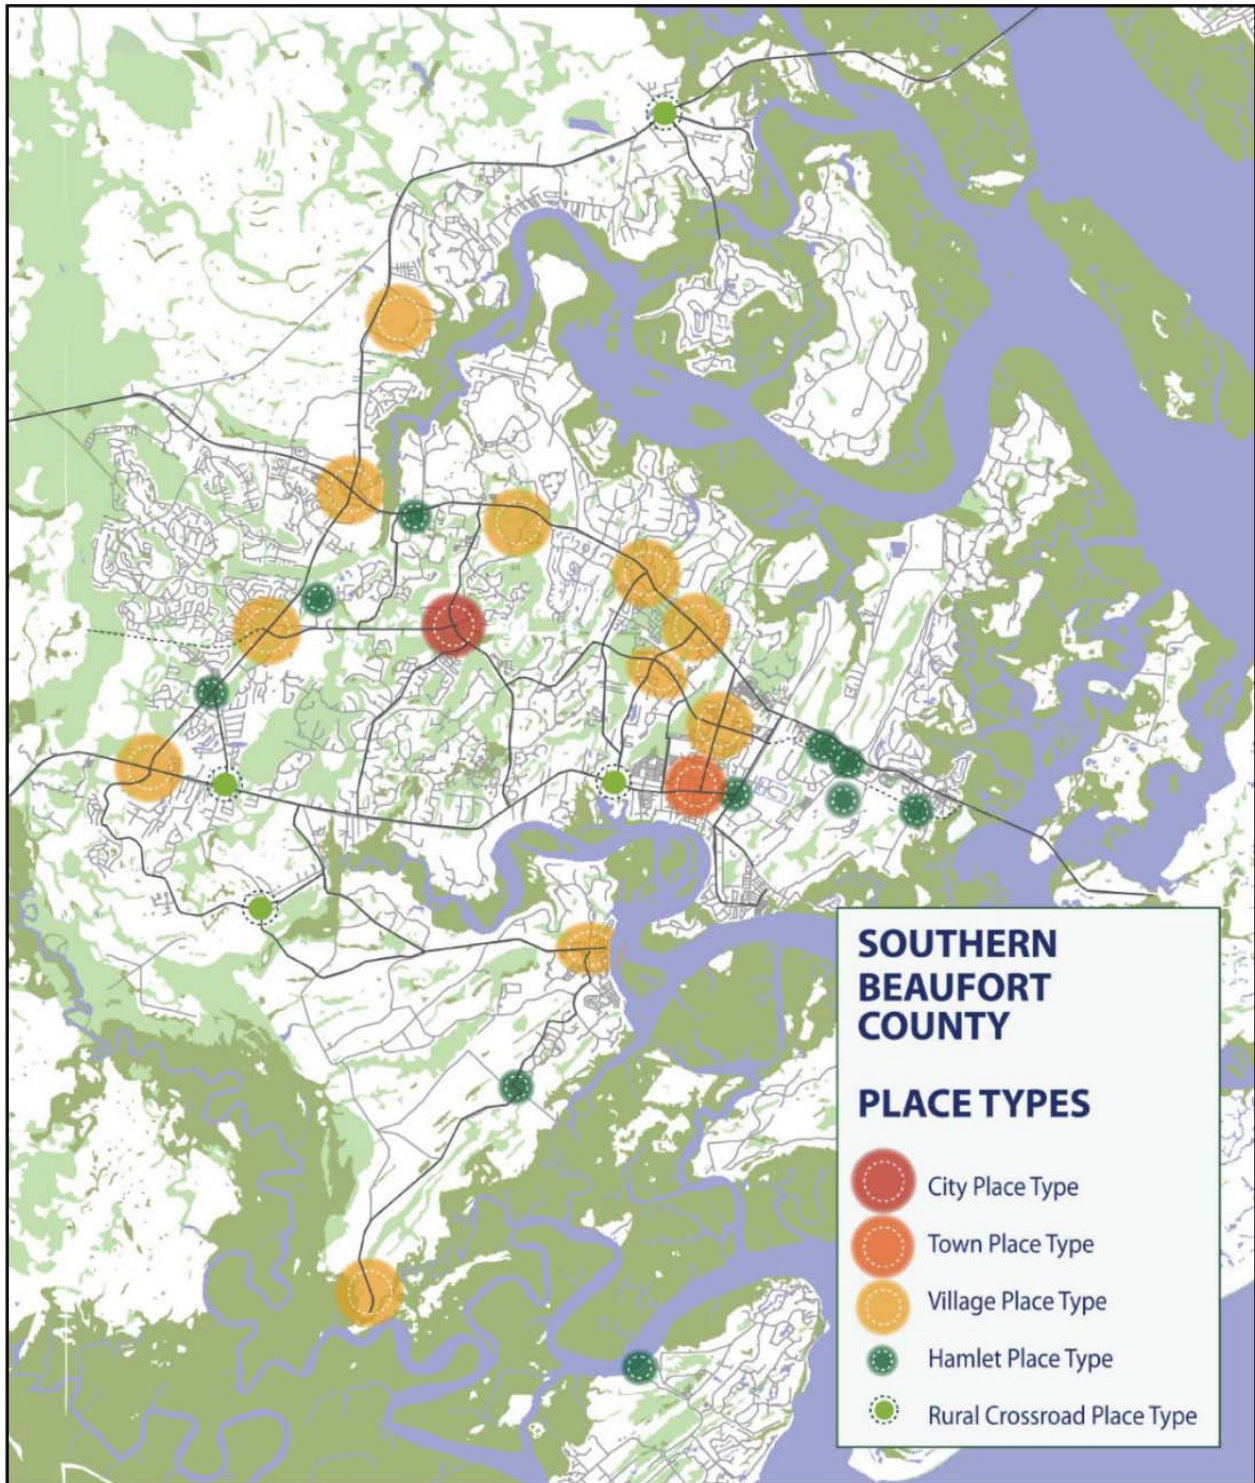 SOUTHERN
BEAUFORT
COUNTY
PLACE TYPES
City Place Type
Town Place Type
Village Place Type
Hamlet Place Type
Rural Crossroad Place Type